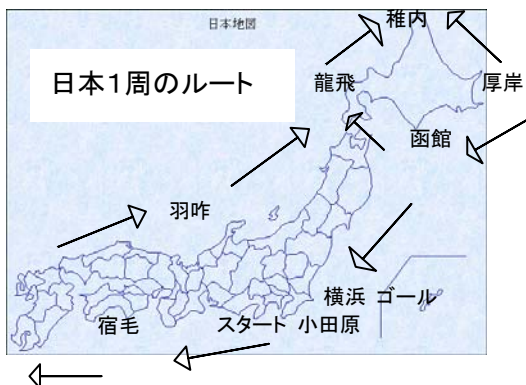 日本地図
稚内
日本1周のルート
龍飛
厚岸
函館
羽咋
横浜 ゴール
宿毛
スタート 小田原